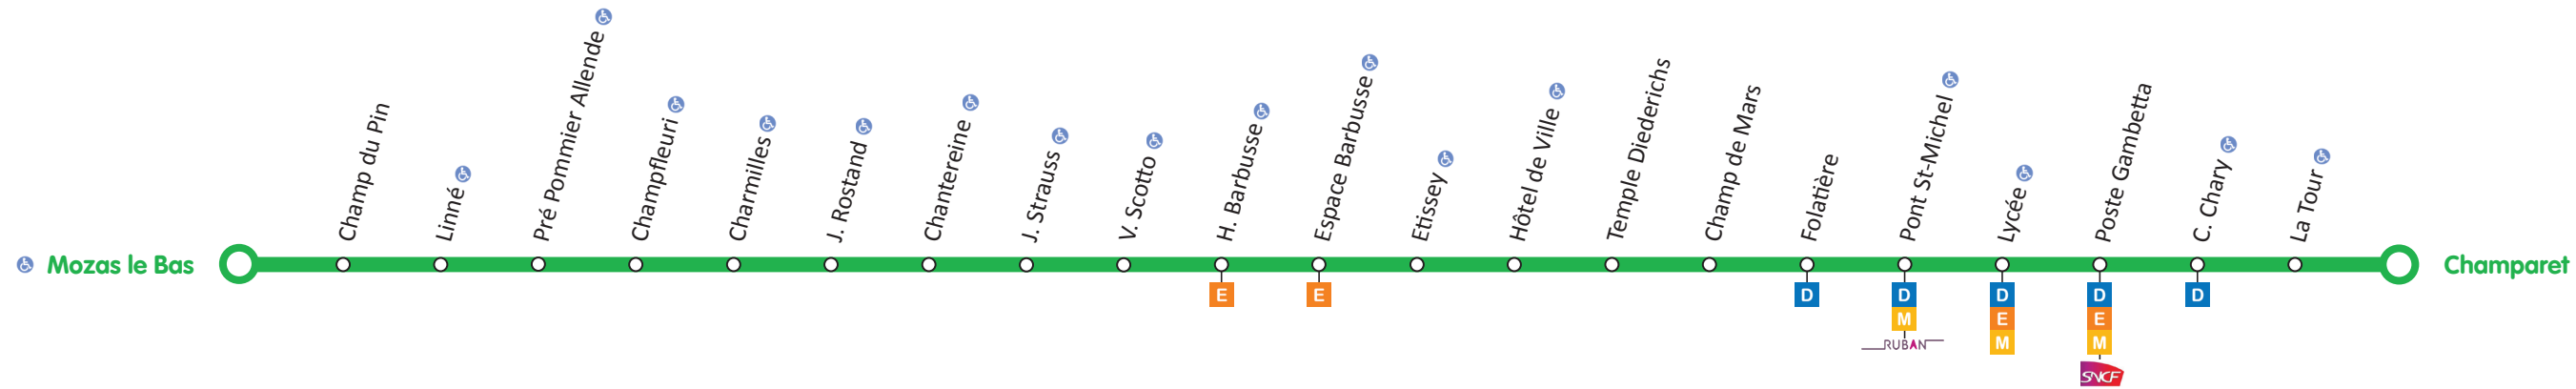 Mozas le Bas
Champ du Pin
Linné
Pré Pommier Allende
Champfleuri
Charmilles
J. Rostand
Chantereine
J. Strauss
V. Scotto
H. Barbusse
E
Espace Barbusse
E
Etissey
Hôtel de Ville
Temple Diederichs
Champ de Mars
Folatière
D
Pont St-Michel
D
M
RUBAN
Lycée
D
E
M
Poste Gambetta
D
E
M
SNCF
C. Chary
D
La Tour
Champaret